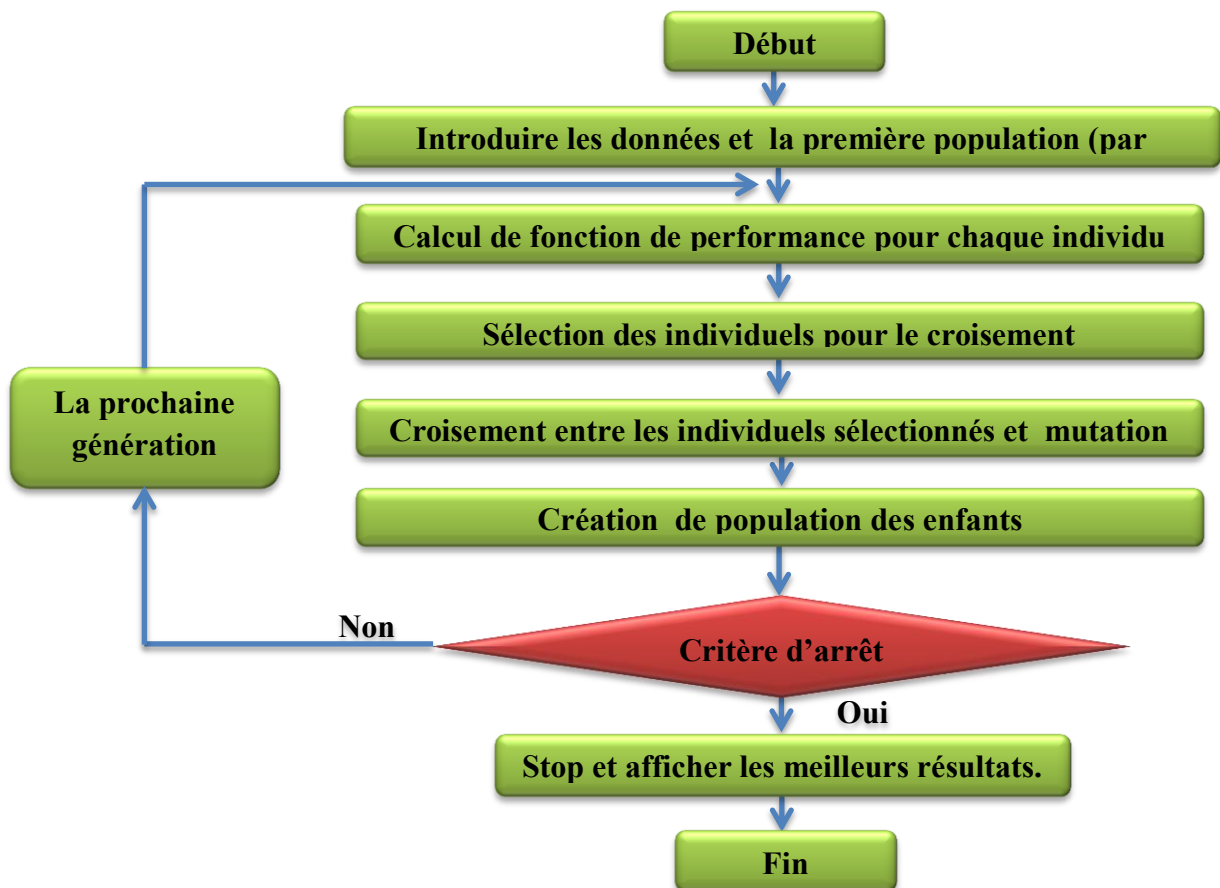 Début
Introduire les données et la première population (par
Calcul de fonction de performance pour chaque individu
Sélection des individuels pour le croisement
La prochaine
génération
Croisement entre les individuels sélectionnés et mutation
Création de population des enfants
Non
Critère d’arrêt
Oui
Stop et afficher les meilleurs résultats.
Fin